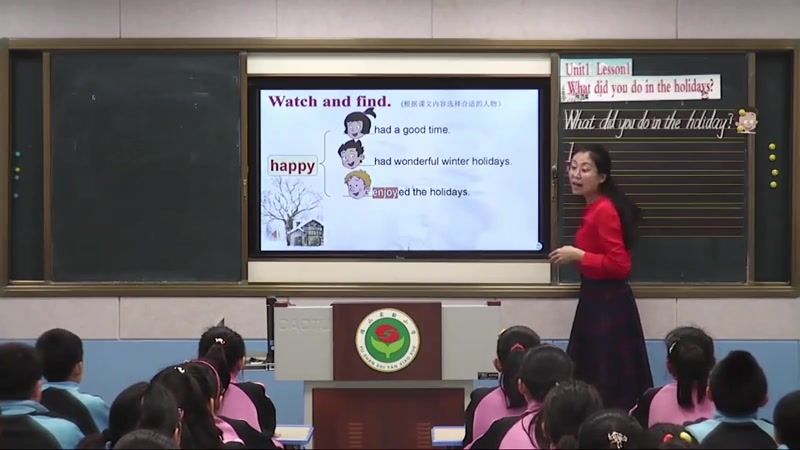 Watch and find. (根据课文内容选择合适的人物)
had a good time.
happy
had wonderful winter holidays.
enjoyed the holidays.
Unit1 Lesson1
What did you do in the holidays?
What did you do in the holiday?